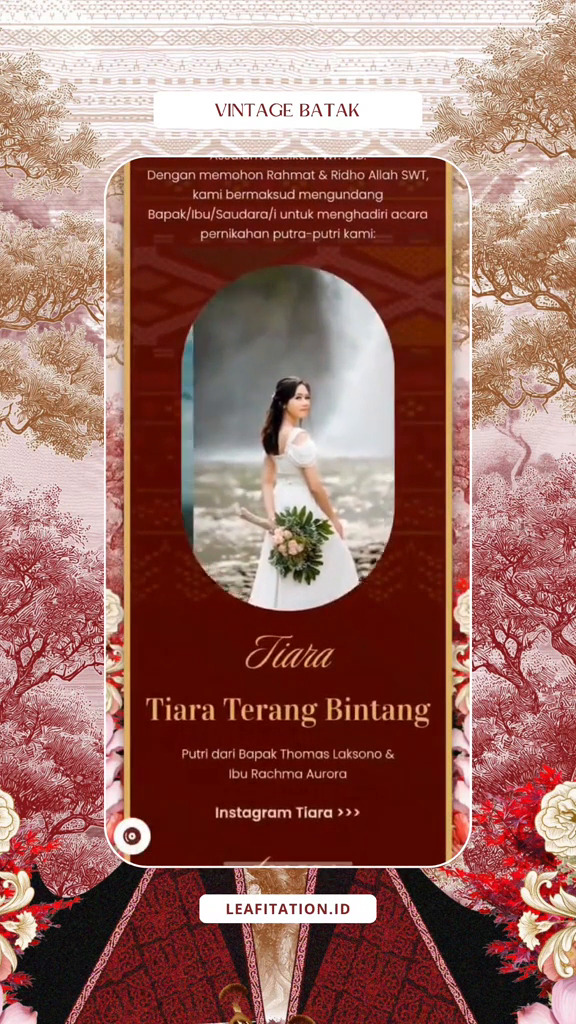 VINTAGE BATAK
Dengan memohon Rahmat & Ridho Allah SWT,
kami bermaksud mengundang
Bapak/Ibu/Saudara/i untuk menghadiri acara
pernikahan putra-putri kami:
Tiara
Tiara Terang Bintang
Putri dari Bapak Thomas Laksono &
Ibu Rachma Aurora
Instagram Tiara >>>
LEAFITATION.ID